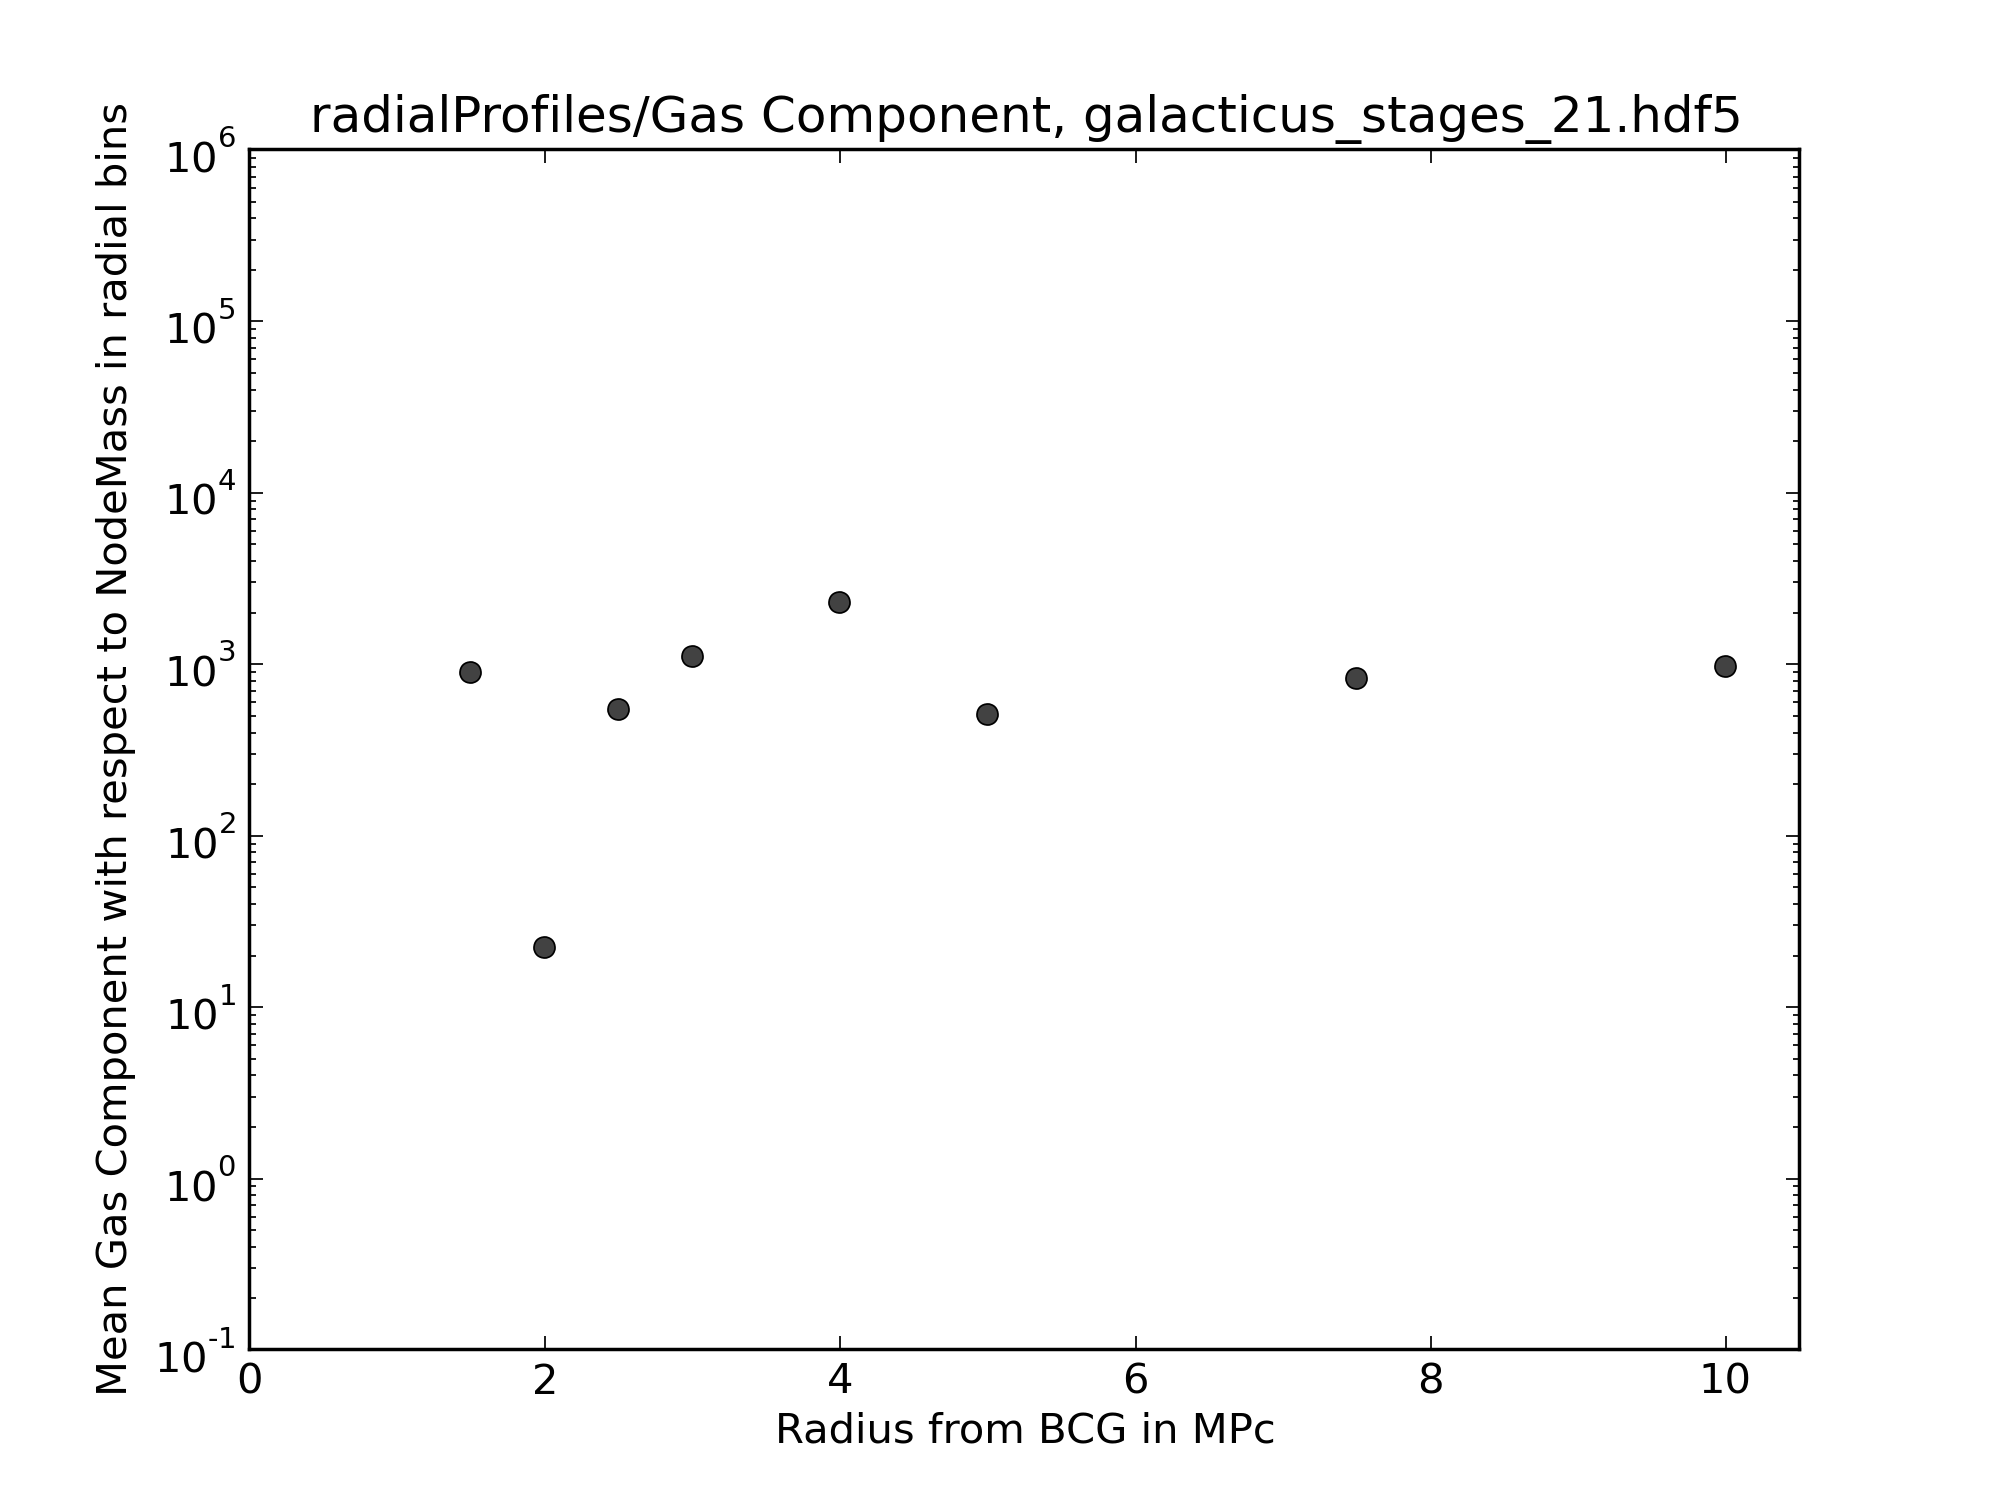 radialProfiles/Gas Component, galacticus_stages_21.hdf5
Mean Gas Component with respect to NodeMass in radial bins
10^6
10^5
10^4
10^3
10^2
10^1
10^0
10^-1
0 2 4 6 8 10
Radius from BCG in MPc